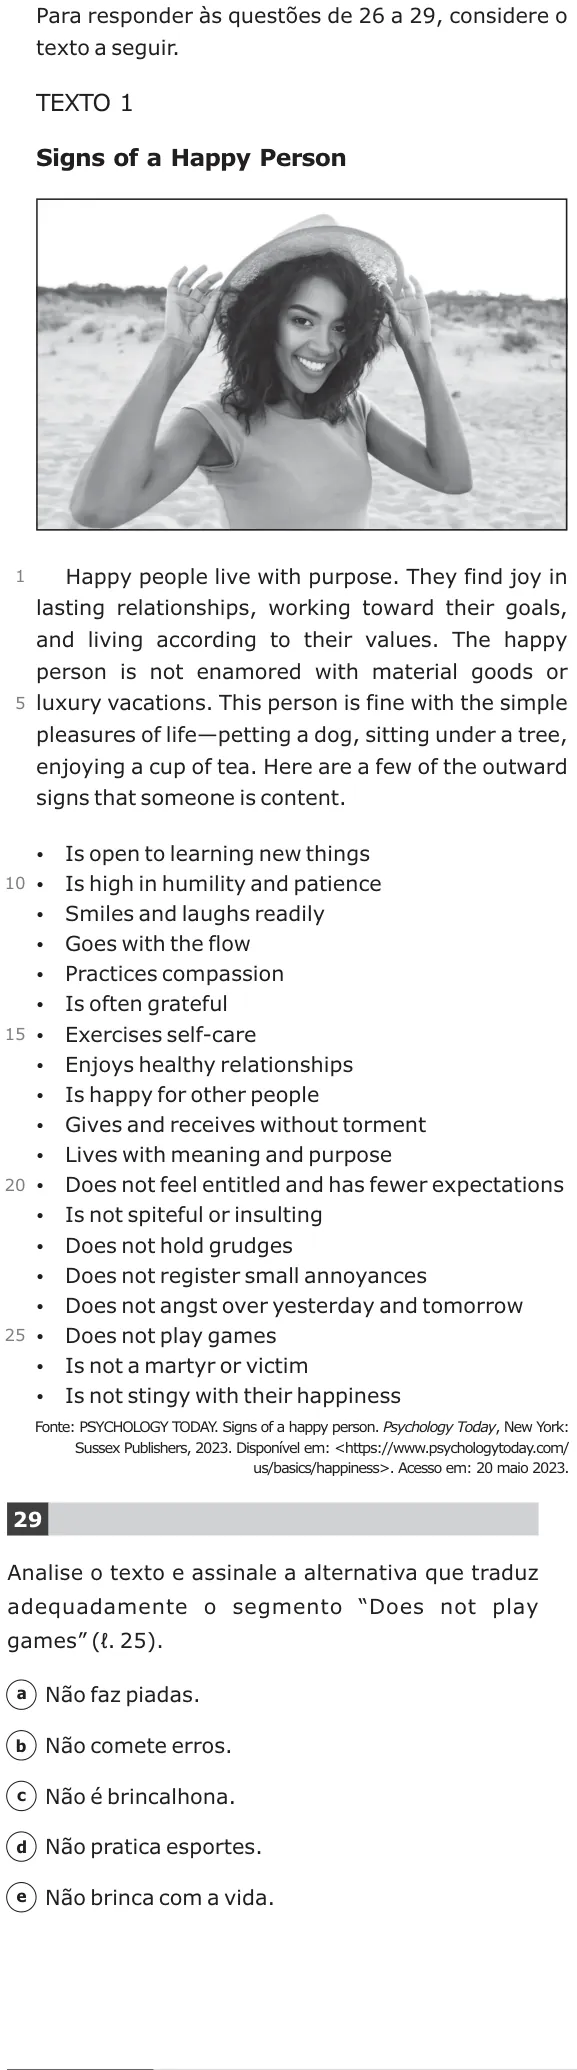 Para responder às questões de 26 a 29, considere o
texto a seguir.
TEXTO 1
Signs of a Happy Person
1 Happy people live with purpose. They find joy in
lasting relationships, working toward their goals,
and living according to their values. The happy
person is not enamored with material goods or
5 luxury vacations. This person is fine with the simple
pleasures of life—petting a dog, sitting under a tree,
enjoying a cup of tea. Here are a few of the outward
signs that someone is content.
• Is open to learning new things
10 • Is high in humility and patience
• Smiles and laughs readily
• Goes with the flow
• Practices compassion
• Is often grateful
15 • Exercises self-care
• Enjoys healthy relationships
• Is happy for other people
• Gives and receives without torment
• Lives with meaning and purpose
20 • Does not feel entitled and has fewer expectations
• Is not spiteful or insulting
• Does not hold grudges
• Does not register small annoyances
• Does not angst over yesterday and tomorrow
25 • Does not play games
• Is not a martyr or victim
• Is not stingy with their happiness
Fonte: PSYCHOLOGY TODAY. Signs of a happy person. Psychology Today, New York:
Sussex Publishers, 2023. Disponível em: <https://www.psychologytoday.com/
us/basics/happiness>. Acesso em: 20 maio 2023.
29
Analise o texto e assinale a alternativa que traduz
adequadamente o segmento “Does not play
games” (ℓ. 25).
a Não faz piadas.
b Não comete erros.
c Não é brincalhona.
d Não pratica esportes.
e Não brinca com a vida.